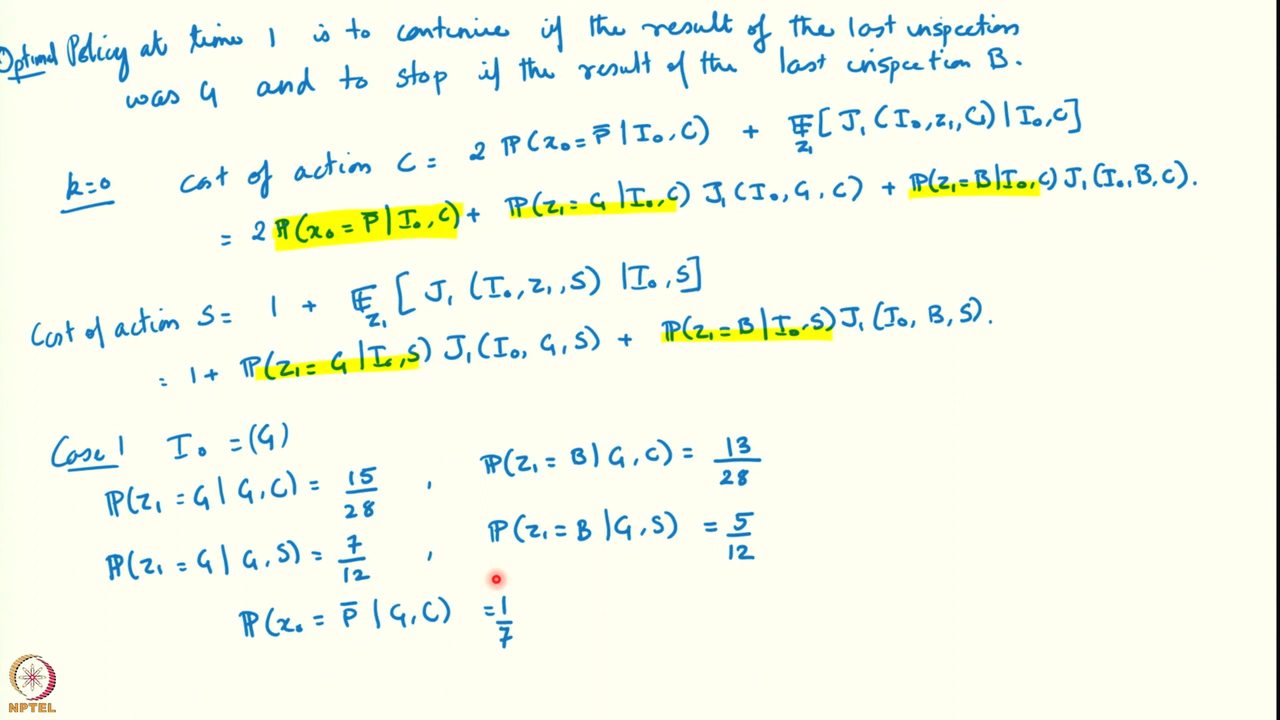 Optimal Policy at time 1 is to continue if the result of the last inspection
was G and to stop if the result of the last inspection B.
k=0 Cost of action C = 2 ℙ(x₀ = P̄ | I₀, C) + 𝔼_{z₁}[ J₁ (I₀, z₁, C) | I₀, C]
= 2 ℙ(x₀ = P̄ | I₀, C) + ℙ(z₁ = G | I₀, C) J₁ (I₀, G, C) + ℙ(z₁ = B | I₀, C) J₁ (I₀, B, C).
Cost of action S = 1 + 𝔼_{z₁} [ J₁ (I₀, z₁, S) | I₀, S]
= 1 + ℙ(z₁ = G | I₀, S) J₁ (I₀, G, S) + ℙ(z₁ = B | I₀, S) J₁ (I₀, B, S).
Case 1 I₀ = (G)
ℙ(z₁ = G | G, C) = 15/28 , ℙ(z₁ = B | G, C) = 13/28
ℙ(z₁ = G | G, S) = 7/12 , ℙ(z₁ = B | G, S) = 5/12
ℙ(x₀ = P̄ | G, C) = 1/7
NPTEL